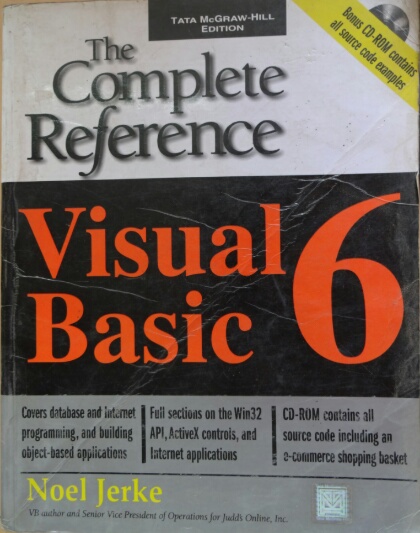 TATA MCGRAW-HILL
EDITION
Bonus CD-ROM contains
all source code examples
The
Complete
Reference
Visual
Basic 6
Covers database and Internet
programming, and building
object-based applications
Full sections on the Win32
API, ActiveX controls, and
Internet applications
CD-ROM contains all
source code including an
e-commerce shopping basket
Noel Jerke
VB author and Senior Vice President of Operations for Judd's Online, Inc.